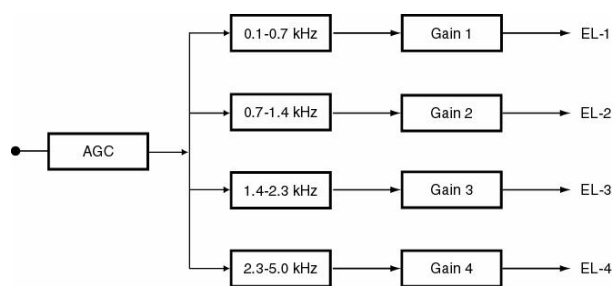 0.1-0.7 kHz Gain 1 EL-1
0.7-1.4 kHz Gain 2 EL-2
AGC
1.4-2.3 kHz Gain 3 EL-3
2.3-5.0 kHz Gain 4 EL-4